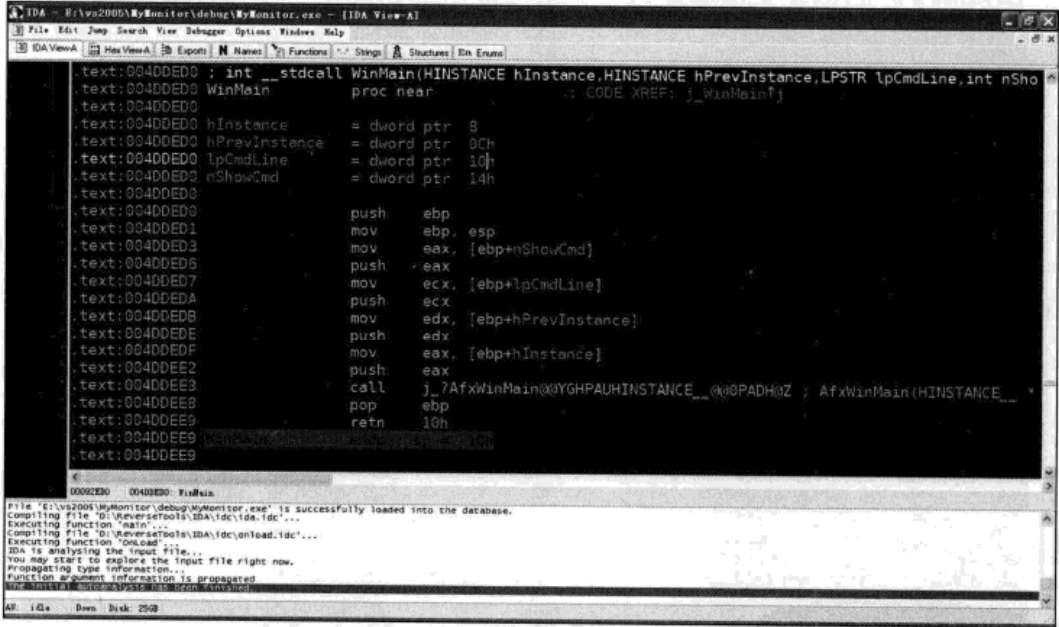 IDA - E:\vs2005\MyMonitor\debug\MyMonitor.exe - [IDA View-A]
File Edit Jump Search View Debugger Options Windows Help
IDA View-A Hex View-A Exports Names Functions Strings Structures En Enums
.text:004DDED0 ; int __stdcall WinMain(HINSTANCE hInstance,HINSTANCE hPrevInstance,LPSTR lpCmdLine,int nSho
.text:004DDED0 WinMain proc near ; CODE XREF: j_WinMain↑j
.text:004DDED0
.text:004DDED0 hInstance = dword ptr 8
.text:004DDED0 hPrevInstance = dword ptr 0Ch
.text:004DDED0 lpCmdLine = dword ptr 10h
.text:004DDED0 nShowCmd = dword ptr 14h
.text:004DDED0
.text:004DDED0 push ebp
.text:004DDED1 mov ebp, esp
.text:004DDED3 mov eax, [ebp+nShowCmd]
.text:004DDED6 push eax
.text:004DDED7 mov ecx, [ebp+lpCmdLine]
.text:004DDEDA push ecx
.text:004DDEDB mov edx, [ebp+hPrevInstance]
.text:004DDEDE push edx
.text:004DDEDF mov eax, [ebp+hInstance]
.text:004DDEE2 push eax
.text:004DDEE3 call j_?AfxWinMain@@YGHPAUHINSTANCE__@@0PADH@Z ; AfxWinMain(HINSTANCE__ *
.text:004DDEE8 pop ebp
.text:004DDEE9 retn 10h
.text:004DDEE9 WinMain endp ; sp = 10h
.text:004DDEE9
00092ED0 004DDED0: WinMain
File 'E:\vs2005\MyMonitor\debug\MyMonitor.exe' is successfully loaded into the database.
Compiling file 'D:\ReverseTools\IDA\idc\ida.idc'...
Executing function 'main'...
Compiling file 'D:\ReverseTools\IDA\idc\onload.idc'...
Executing function 'OnLoad'...
IDA is analysing the input file...
You may start to explore the input file right now.
Propagating type information...
Function argument information is propagated
The initial autoanalysis has been finished.
AU: idle Down Disk: 25GB